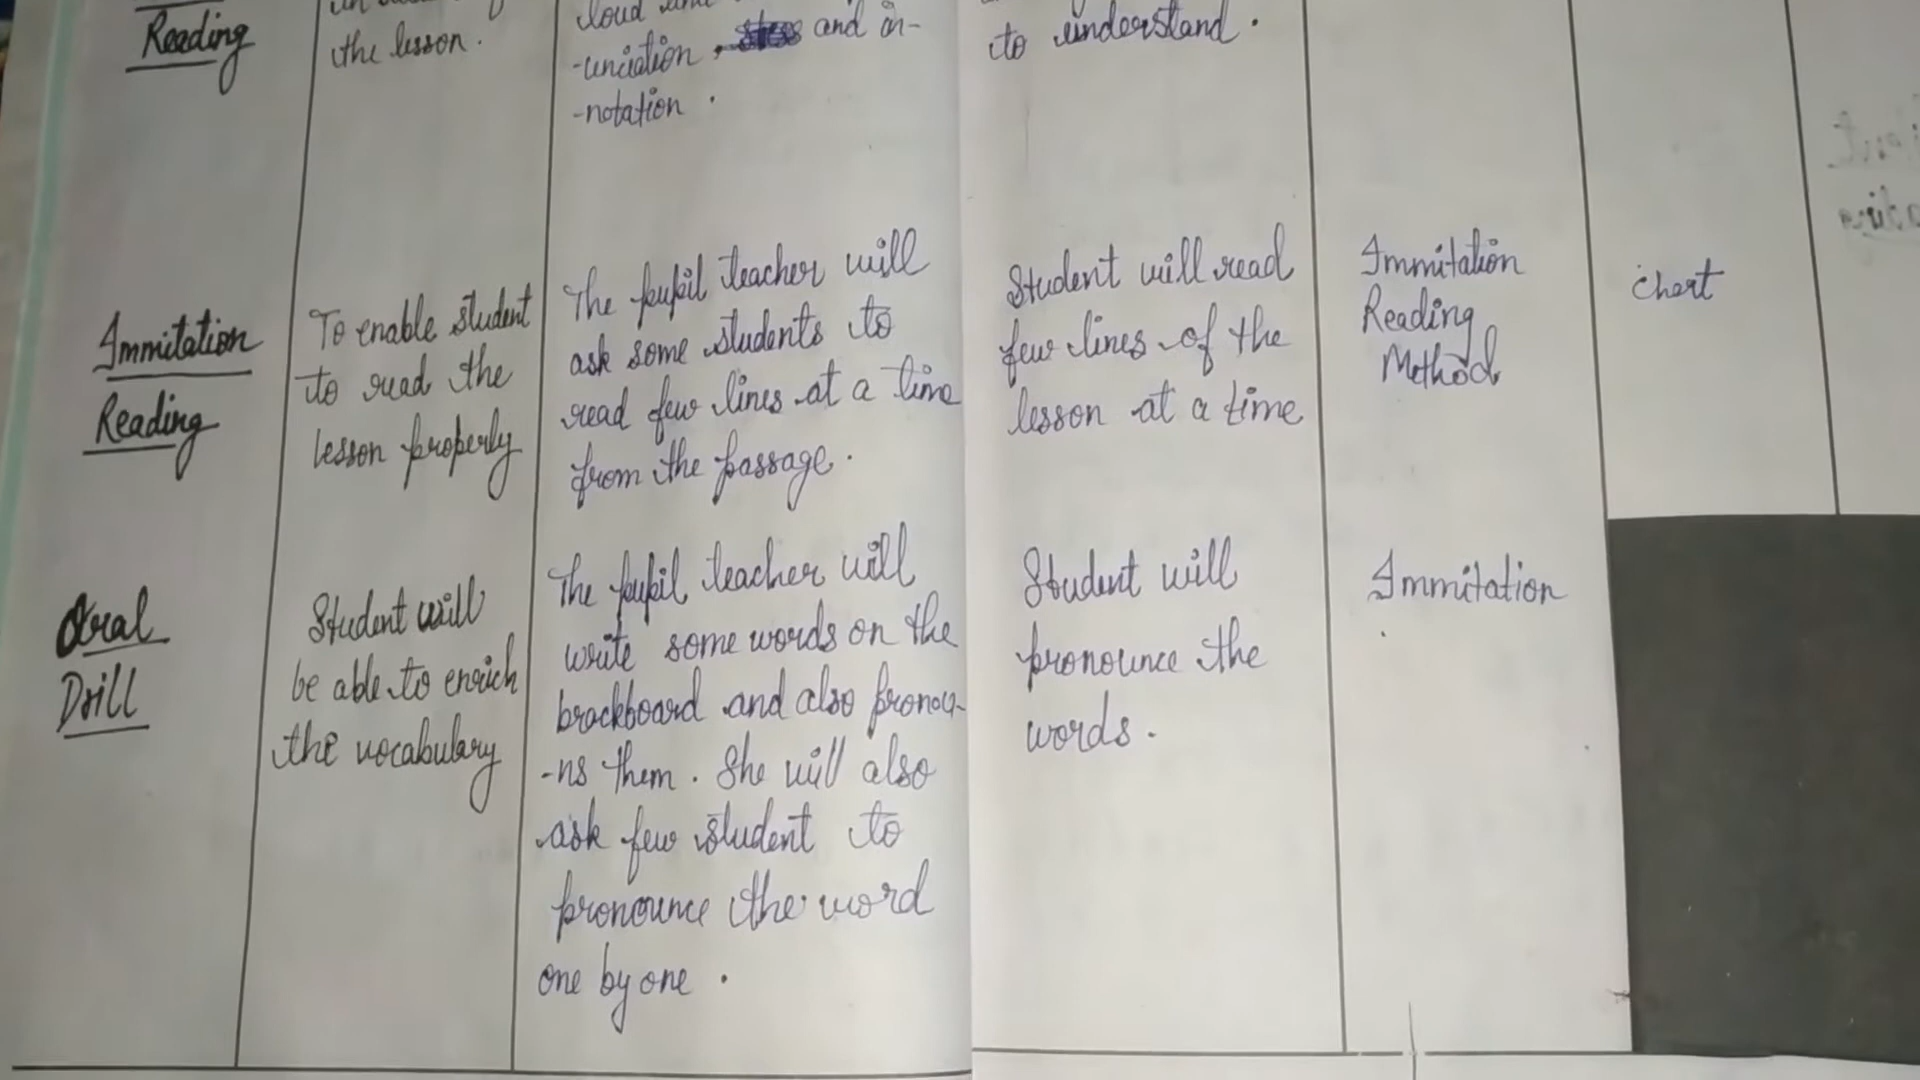 Reading
the lesson.
cloud
-unciation, and in-
-notation.
to understand.
Immitation
Reading
To enable student
to read the
lesson properly
The pupil teacher will
ask some students to
read few lines at a time
from the passage.
Student will read
few lines of the
lesson at a time
Immitation
Reading
Method
chart
Oral
Drill
Student will
be able to enrich
the vocabulary
The pupil teacher will
write some words on the
brackboard and also pronou-
-ns them. She will also
ask few student to
pronounce the word
one by one.
Student will
pronounce the
words.
Immitation